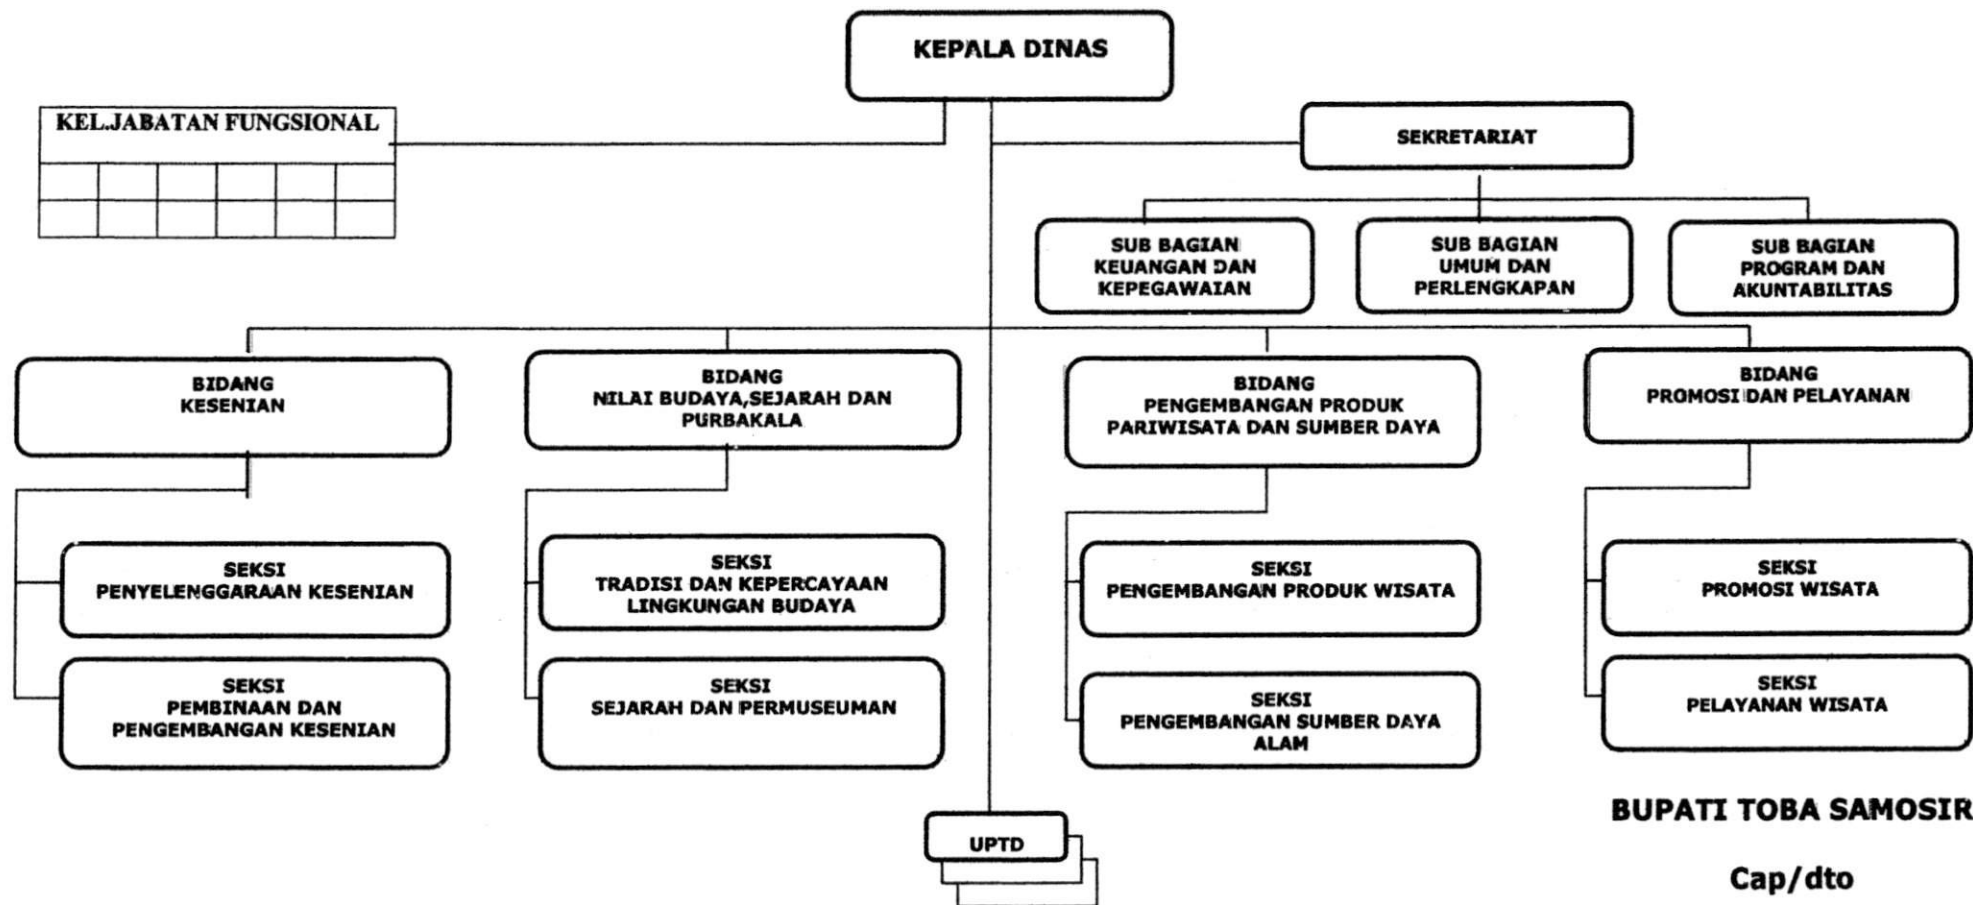 KEPALA DINAS
KEL.JABATAN FUNGSIONAL
SEKRETARIAT
SUB BAGIAN
KEUANGAN DAN
KEPEGAWAIAN
SUB BAGIAN
UMUM DAN
PERLENGKAPAN
SUB BAGIAN
PROGRAM DAN
AKUNTABILITAS
BIDANG
KESENIAN
BIDANG
NILAI BUDAYA,SEJARAH DAN
PURBAKALA
BIDANG
PENGEMBANGAN PRODUK
PARIWISATA DAN SUMBER DAYA
BIDANG
PROMOSI DAN PELAYANAN
SEKSI
PENYELENGGARAAN KESENIAN
SEKSI
TRADISI DAN KEPERCAYAAN
LINGKUNGAN BUDAYA
SEKSI
PENGEMBANGAN PRODUK WISATA
SEKSI
PROMOSI WISATA
SEKSI
PEMBINAAN DAN
PENGEMBANGAN KESENIAN
SEKSI
SEJARAH DAN PERMUSEUMAN
SEKSI
PENGEMBANGAN SUMBER DAYA
ALAM
SEKSI
PELAYANAN WISATA
UPTD
BUPATI TOBA SAMOSIR
Cap/dto